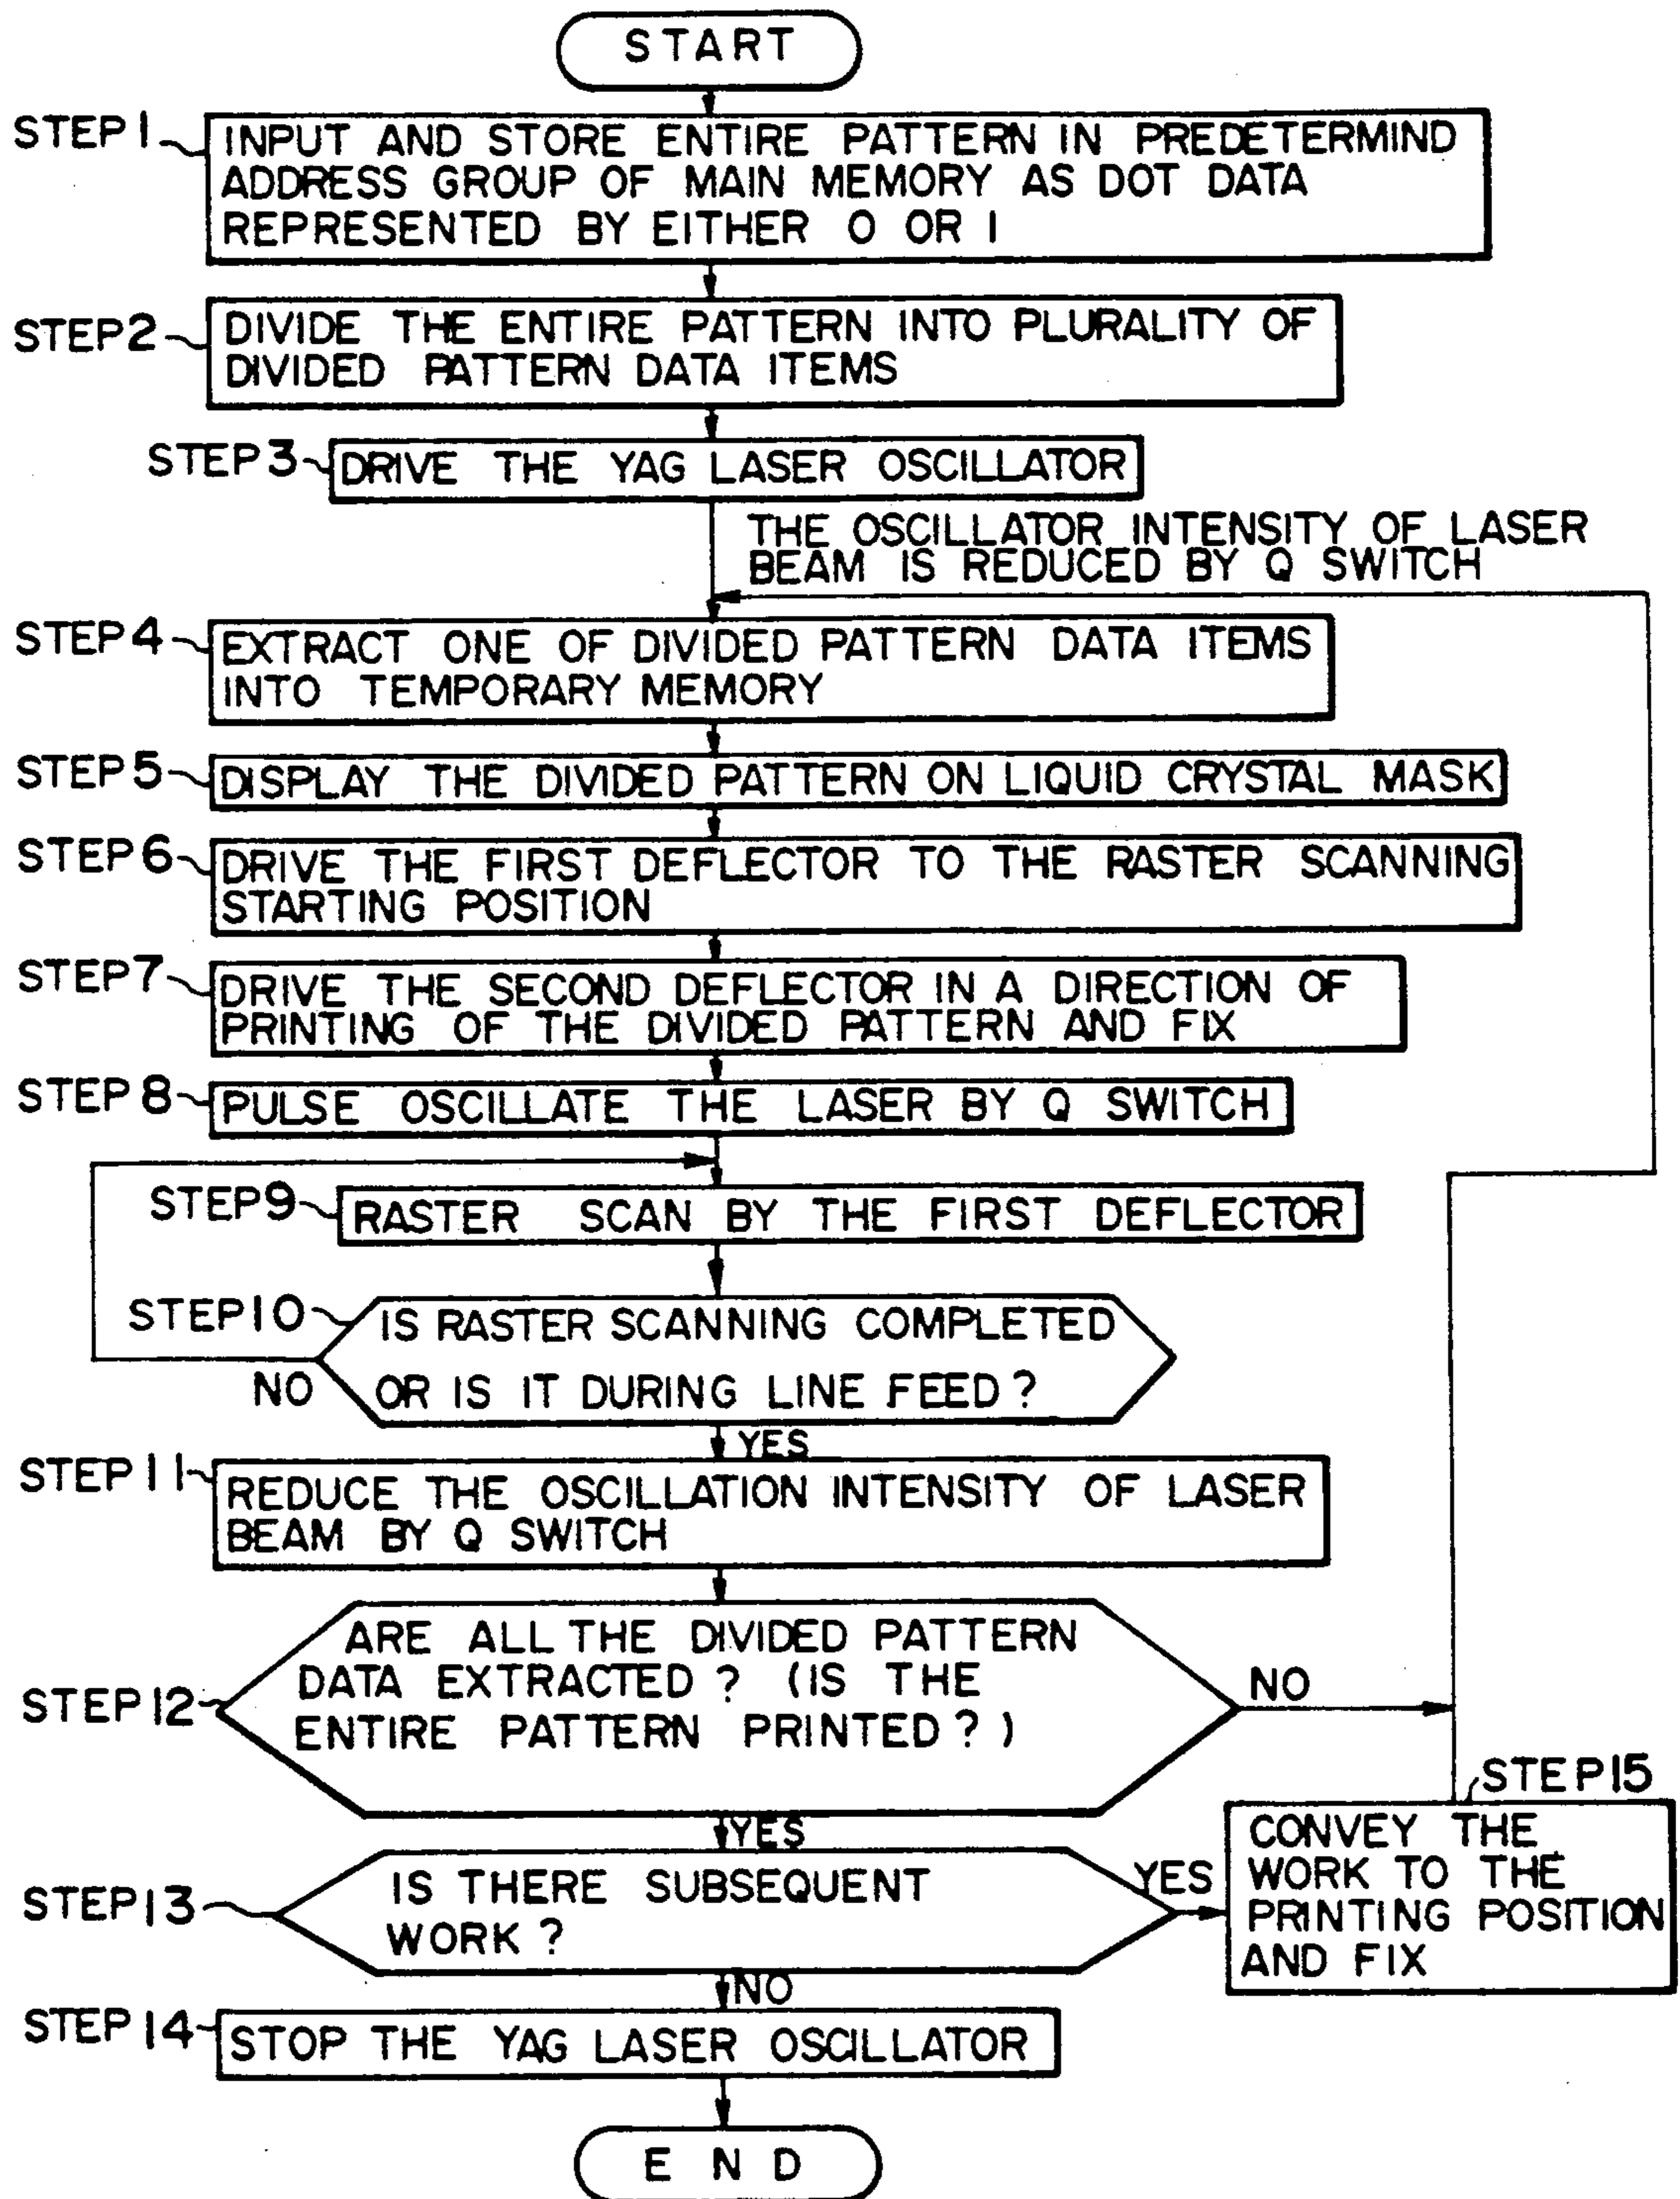 START
STEP 1
INPUT AND STORE ENTIRE PATTERN IN PREDETERMIND
ADDRESS GROUP OF MAIN MEMORY AS DOT DATA
REPRESENTED BY EITHER 0 OR 1
STEP 2
DIVIDE THE ENTIRE PATTERN INTO PLURALITY OF
DIVIDED PATTERN DATA ITEMS
STEP 3
DRIVE THE YAG LASER OSCILLATOR
THE OSCILLATOR INTENSITY OF LASER
BEAM IS REDUCED BY Q SWITCH
STEP 4
EXTRACT ONE OF DIVIDED PATTERN DATA ITEMS
INTO TEMPORARY MEMORY
STEP 5
DISPLAY THE DIVIDED PATTERN ON LIQUID CRYSTAL MASK
STEP 6
DRIVE THE FIRST DEFLECTOR TO THE RASTER SCANNING
STARTING POSITION
STEP 7
DRIVE THE SECOND DEFLECTOR IN A DIRECTION OF
PRINTING OF THE DIVIDED PATTERN AND FIX
STEP 8
PULSE OSCILLATE THE LASER BY Q SWITCH
STEP 9
RASTER SCAN BY THE FIRST DEFLECTOR
STEP 10
IS RASTER SCANNING COMPLETED
OR IS IT DURING LINE FEED?
NO
YES
STEP 11
REDUCE THE OSCILLATION INTENSITY OF LASER
BEAM BY Q SWITCH
STEP 12
ARE ALL THE DIVIDED PATTERN
DATA EXTRACTED? (IS THE
ENTIRE PATTERN PRINTED?)
NO
YES
STEP 13
IS THERE SUBSEQUENT
WORK?
YES
STEP 15
CONVEY THE
WORK TO THE
PRINTING POSITION
AND FIX
NO
STEP 14
STOP THE YAG LASER OSCILLATOR
END